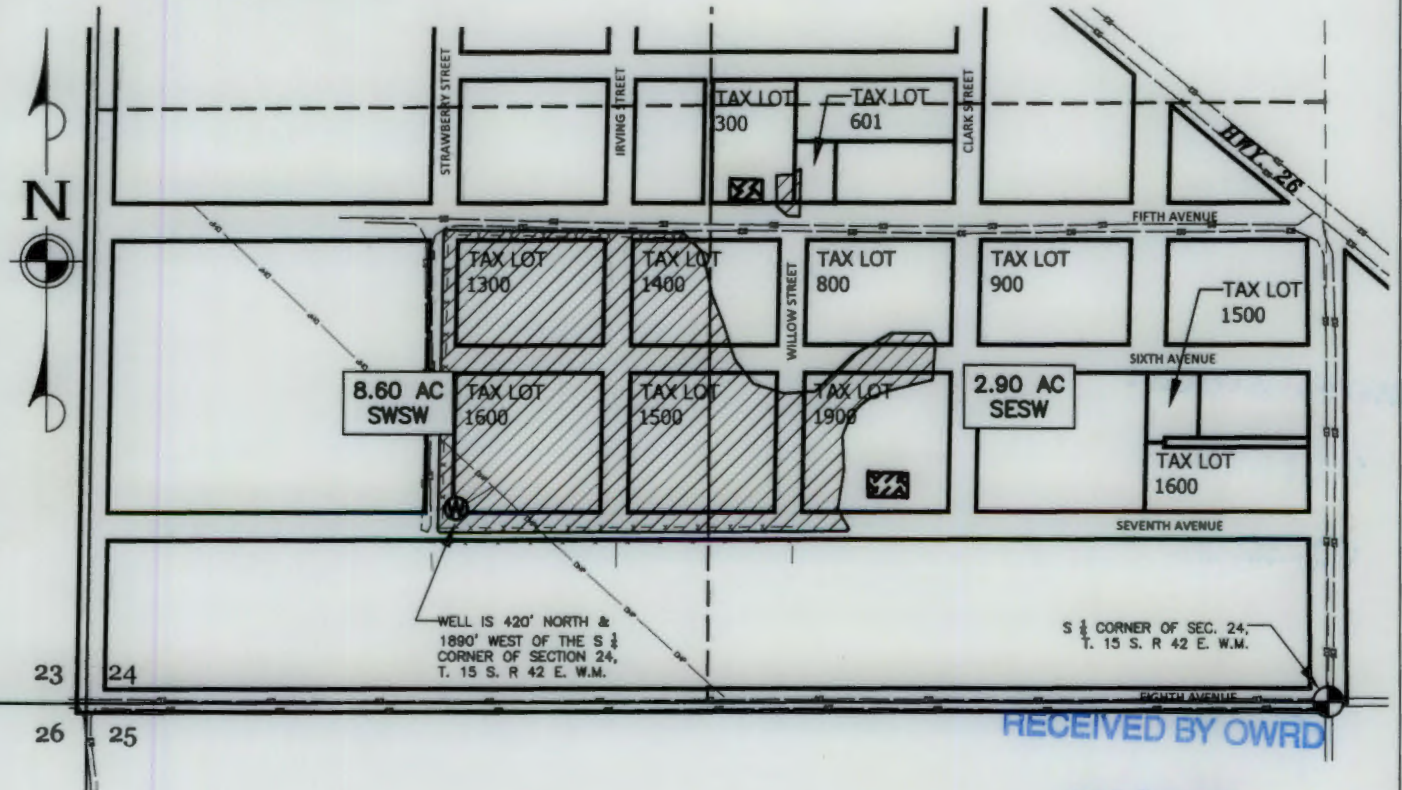 STRAWBERRY STREET
IRVING STREET
CLARK STREET
TAX LOT
300
TAX LOT
601
HWY. 26
N
FIFTH AVENUE
TAX LOT
1300
TAX LOT
1400
WILLOW STREET
TAX LOT
800
TAX LOT
900
TAX LOT
1500
SIXTH AVENUE
8.60 AC
SWSW
TAX LOT
1600
TAX LOT
1500
TAX LOT
1900
2.90 AC
SESW
TAX LOT
1600
W
SEVENTH AVENUE
WELL IS 420' NORTH &
1890' WEST OF THE S
CORNER OF SECTION 24,
T. 15 S. R 42 E. W.M.
S CORNER OF SEC. 24,
T. 15 S. R 42 E. W.M.
23 24
EIGHTH AVENUE
26 25
RECEIVED BY OWRD